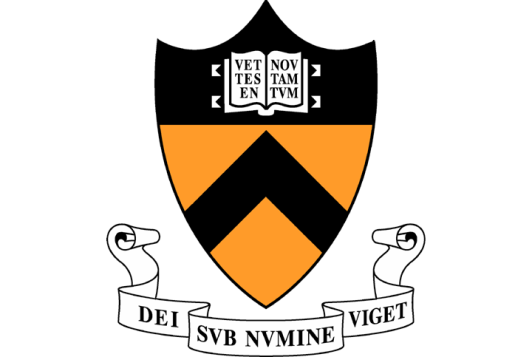 VET
TES
EN
NOV
TAM
TVM
DEI SVB NVMINE VIGET